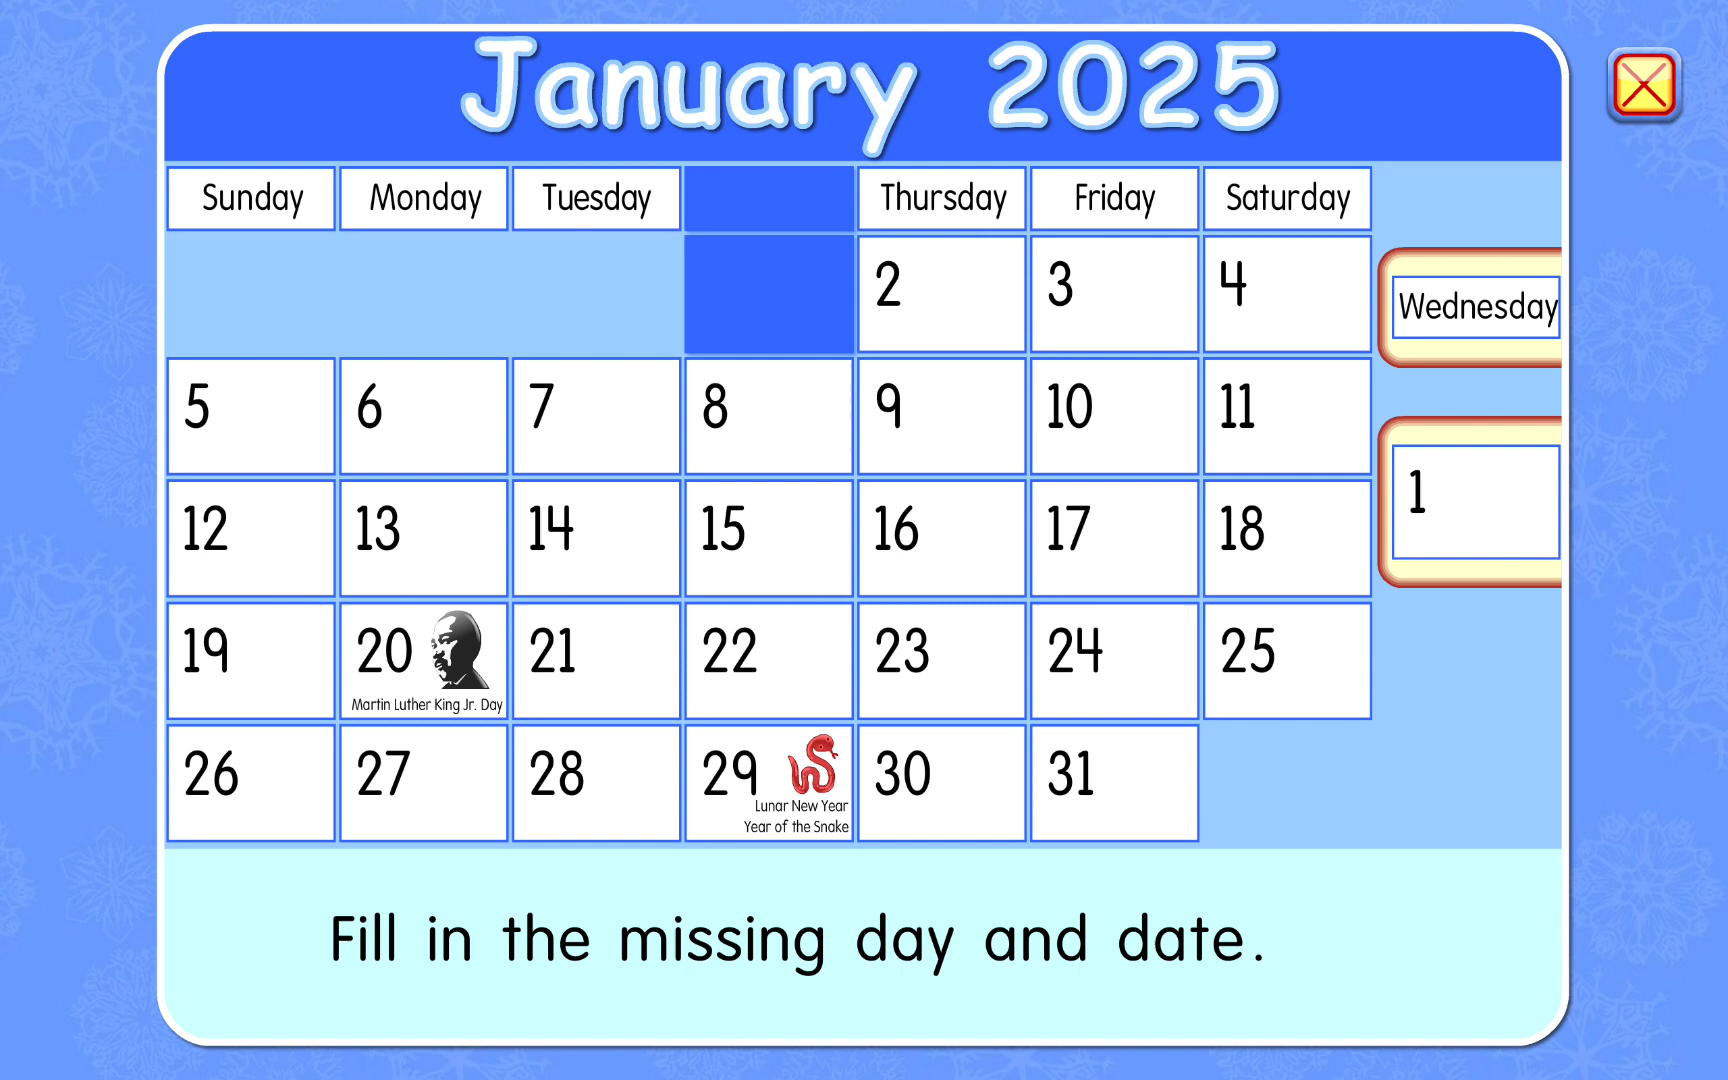 January 2025
Sunday Monday Tuesday Thursday Friday Saturday
2 3 4
Wednesday
5 6 7 8 9 10 11
1
12 13 14 15 16 17 18
19 20 21 22 23 24 25
Martin Luther King Jr. Day
26 27 28 29 30 31
Lunar New Year
Year of the Snake
Fill in the missing day and date.